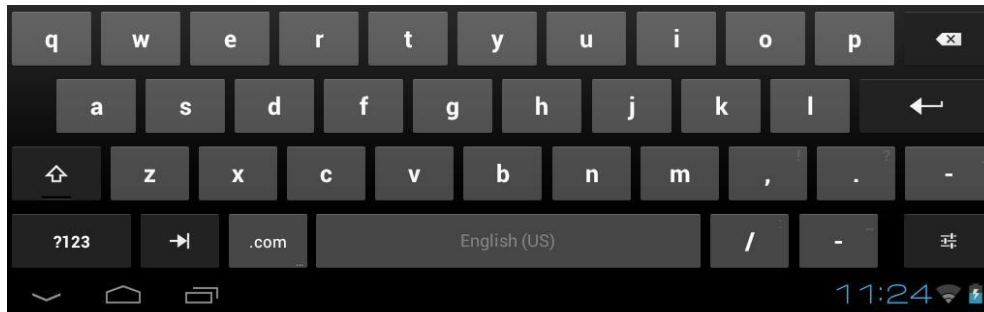 q w e r t y u i o p
a s d f g h j k l
z x c v b n m , ! . ? -
?123 .com ... English (US) / : - _
11:24